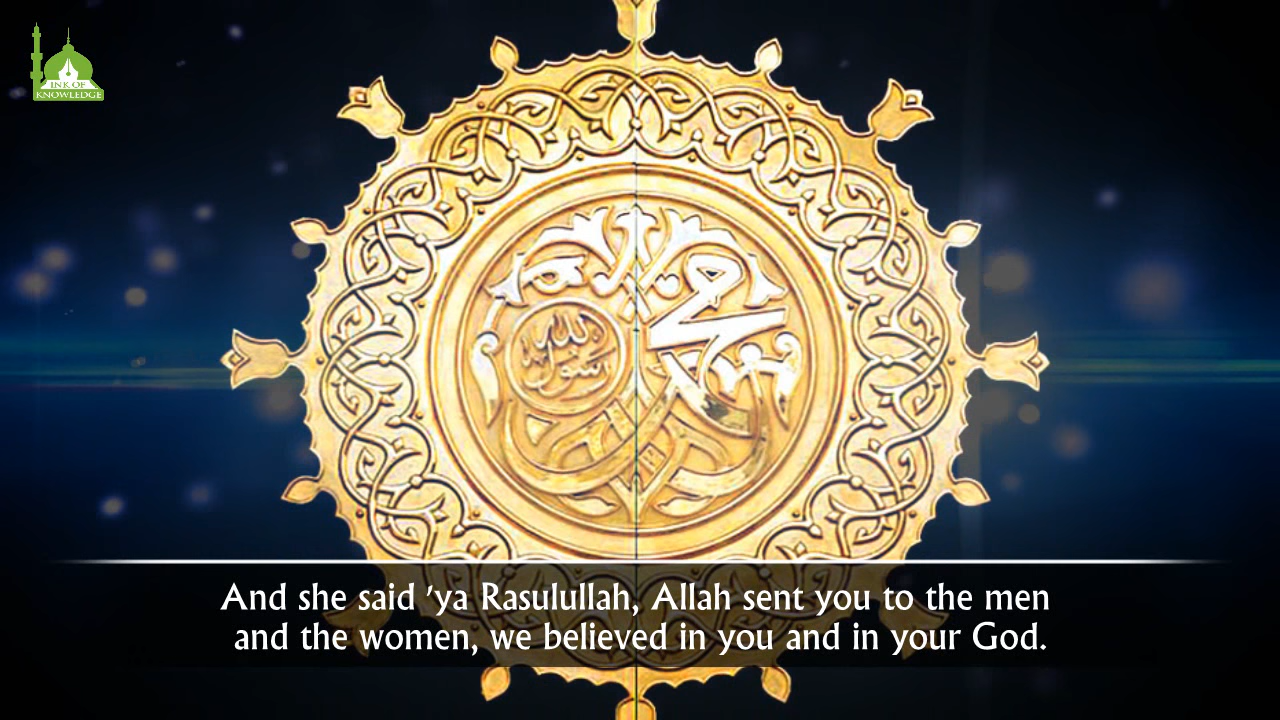 INK OF
KNOWLEDGE
محمد
رسول
الله
And she said 'ya Rasulullah, Allah sent you to the men
and the women, we believed in you and in your God.